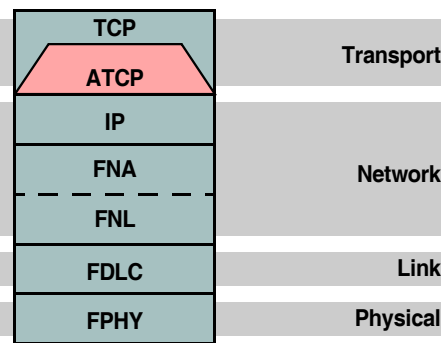 TCP
Transport
ATCP
IP
FNA
Network
FNL
FDLC
Link
FPHY
Physical